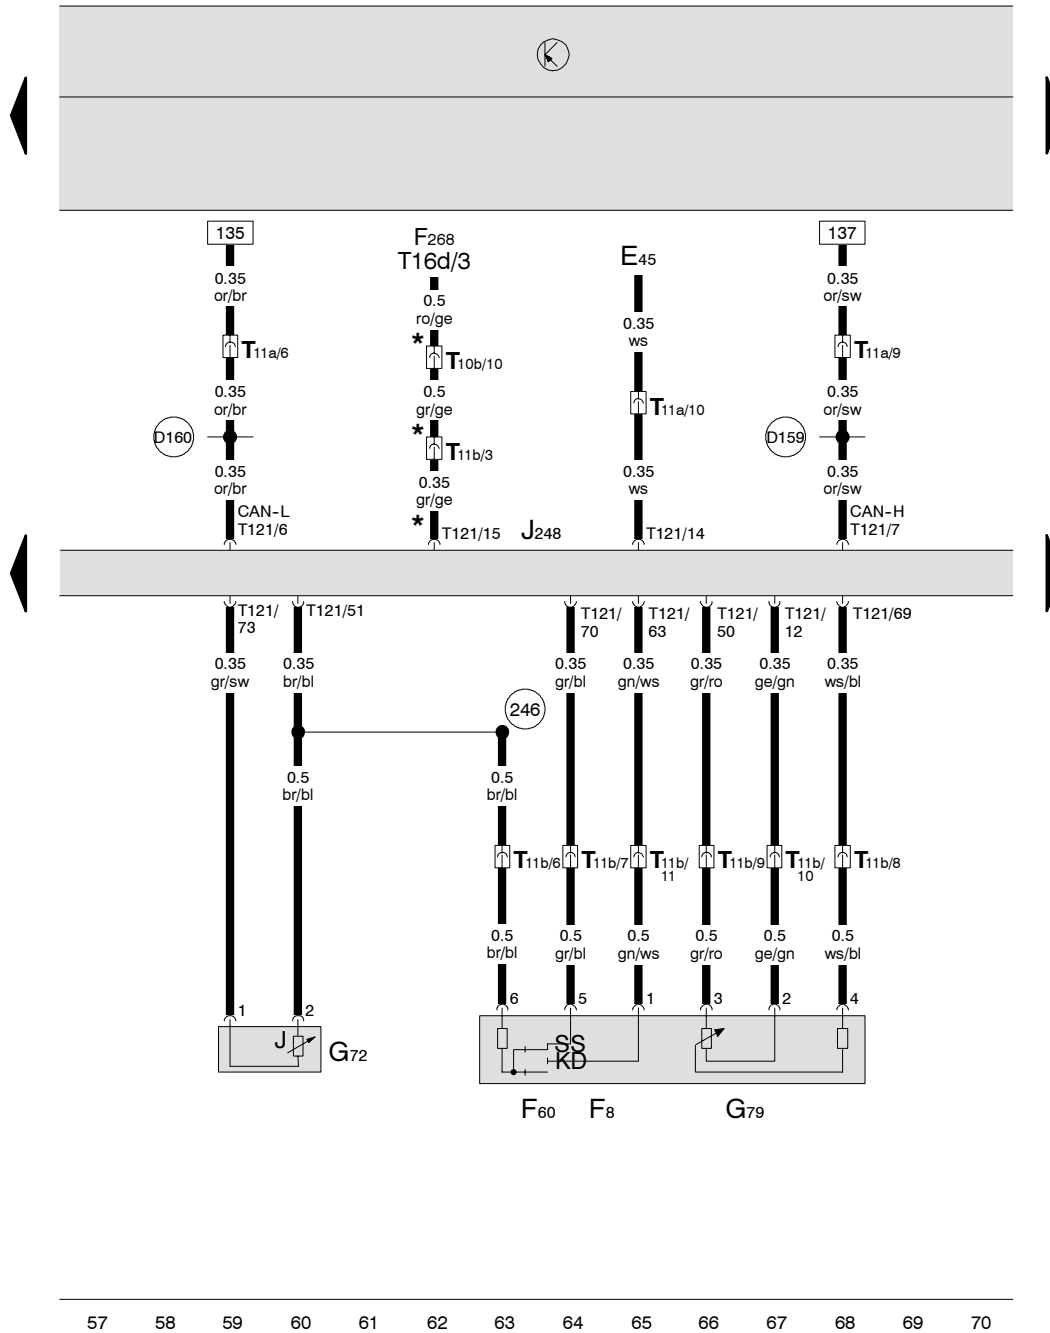 135
F268
T16d/3
E45
137
0.35
or/br
0.5
ro/ge
0.35
ws
0.35
or/sw
*
T11a/6
T10b/10
T11a/9
0.35
or/br
0.5
gr/ge
T11a/10
0.35
or/sw
*
D160
T11b/3
D159
0.35
or/br
0.35
gr/ge
0.35
ws
0.35
or/sw
CAN-L
T121/6
*
T121/15
J248
T121/14
CAN-H
T121/7
T121/
73
T121/51
T121/
70
T121/
63
T121/
50
T121/
12
T121/69
0.35
gr/sw
0.35
br/bl
0.35
gr/bl
0.35
gn/ws
0.35
gr/ro
0.35
ge/gn
0.35
ws/bl
246
0.5
br/bl
0.5
br/bl
T11b/6
T11b/7
T11b/
11
T11b/9
T11b/
10
T11b/8
0.5
br/bl
0.5
gr/bl
0.5
gn/ws
0.5
gr/ro
0.5
ge/gn
0.5
ws/bl
1 2 6 5 1 3 2 4
J
G72
SS
KD
F60 F8 G79
57 58 59 60 61 62 63 64 65 66 67 68 69 70